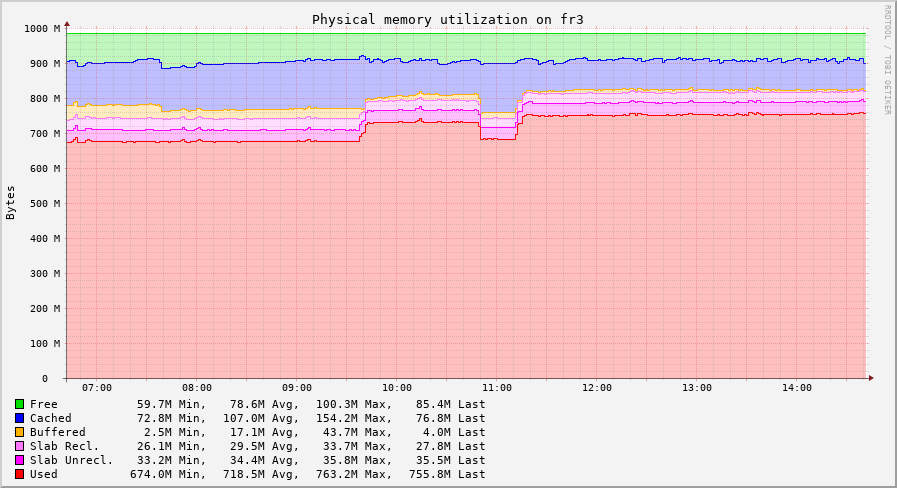 Physical memory utilization on fr3
RRDTOOL / TOBI OETIKER
Bytes
1000 M
900 M
800 M
700 M
600 M
500 M
400 M
300 M
200 M
100 M
0
07:00 08:00 09:00 10:00 11:00 12:00 13:00 14:00
Free 59.7M Min, 78.6M Avg, 100.3M Max, 85.4M Last
Cached 72.8M Min, 107.0M Avg, 154.2M Max, 76.8M Last
Buffered 2.5M Min, 17.1M Avg, 43.7M Max, 4.0M Last
Slab Recl. 26.1M Min, 29.5M Avg, 33.7M Max, 27.8M Last
Slab Unrecl. 33.2M Min, 34.4M Avg, 35.8M Max, 35.5M Last
Used 674.0M Min, 718.5M Avg, 763.2M Max, 755.8M Last